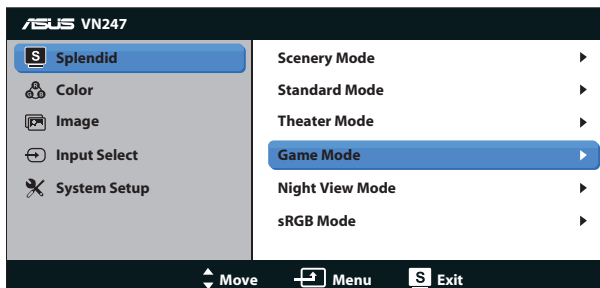 ASUS VN247
S Splendid
Color
Image
Input Select
System Setup
Scenery Mode
Standard Mode
Theater Mode
Game Mode
Night View Mode
sRGB Mode
Move Menu S Exit